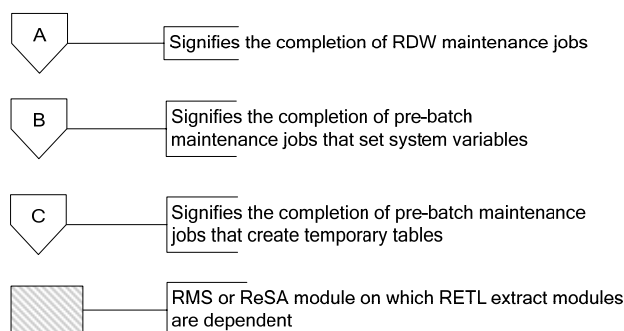 A
Signifies the completion of RDW maintenance jobs
B
Signifies the completion of pre-batch
maintenance jobs that set system variables
C
Signifies the completion of pre-batch maintenance
jobs that create temporary tables
RMS or ReSA module on which RETL extract modules
are dependent